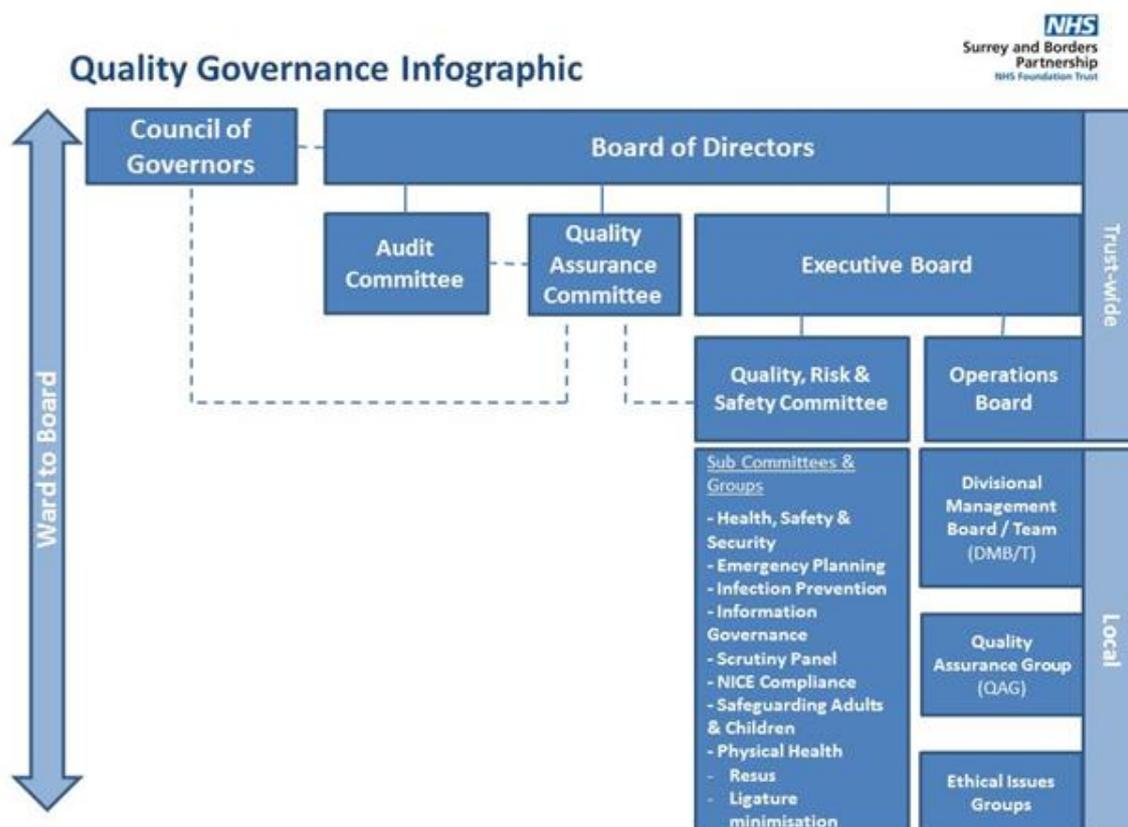 NHS
Surrey and Borders
Partnership
NHS Foundation Trust
Quality Governance Infographic
Ward to Board
Council of
Governors
Board of Directors
Trust-wide
Audit
Committee
Quality
Assurance
Committee
Executive Board
Quality, Risk &
Safety Committee
Operations
Board
Sub Committees &
Groups
- Health, Safety &
Security
- Emergency Planning
- Infection Prevention
- Information
Governance
- Scrutiny Panel
- NICE Compliance
- Safeguarding Adults
& Children
- Physical Health
- Resus
- Ligature
minimisation
Local
Divisional
Management
Board / Team
(DMB/T)
Quality
Assurance Group
(QAG)
Ethical Issues
Groups